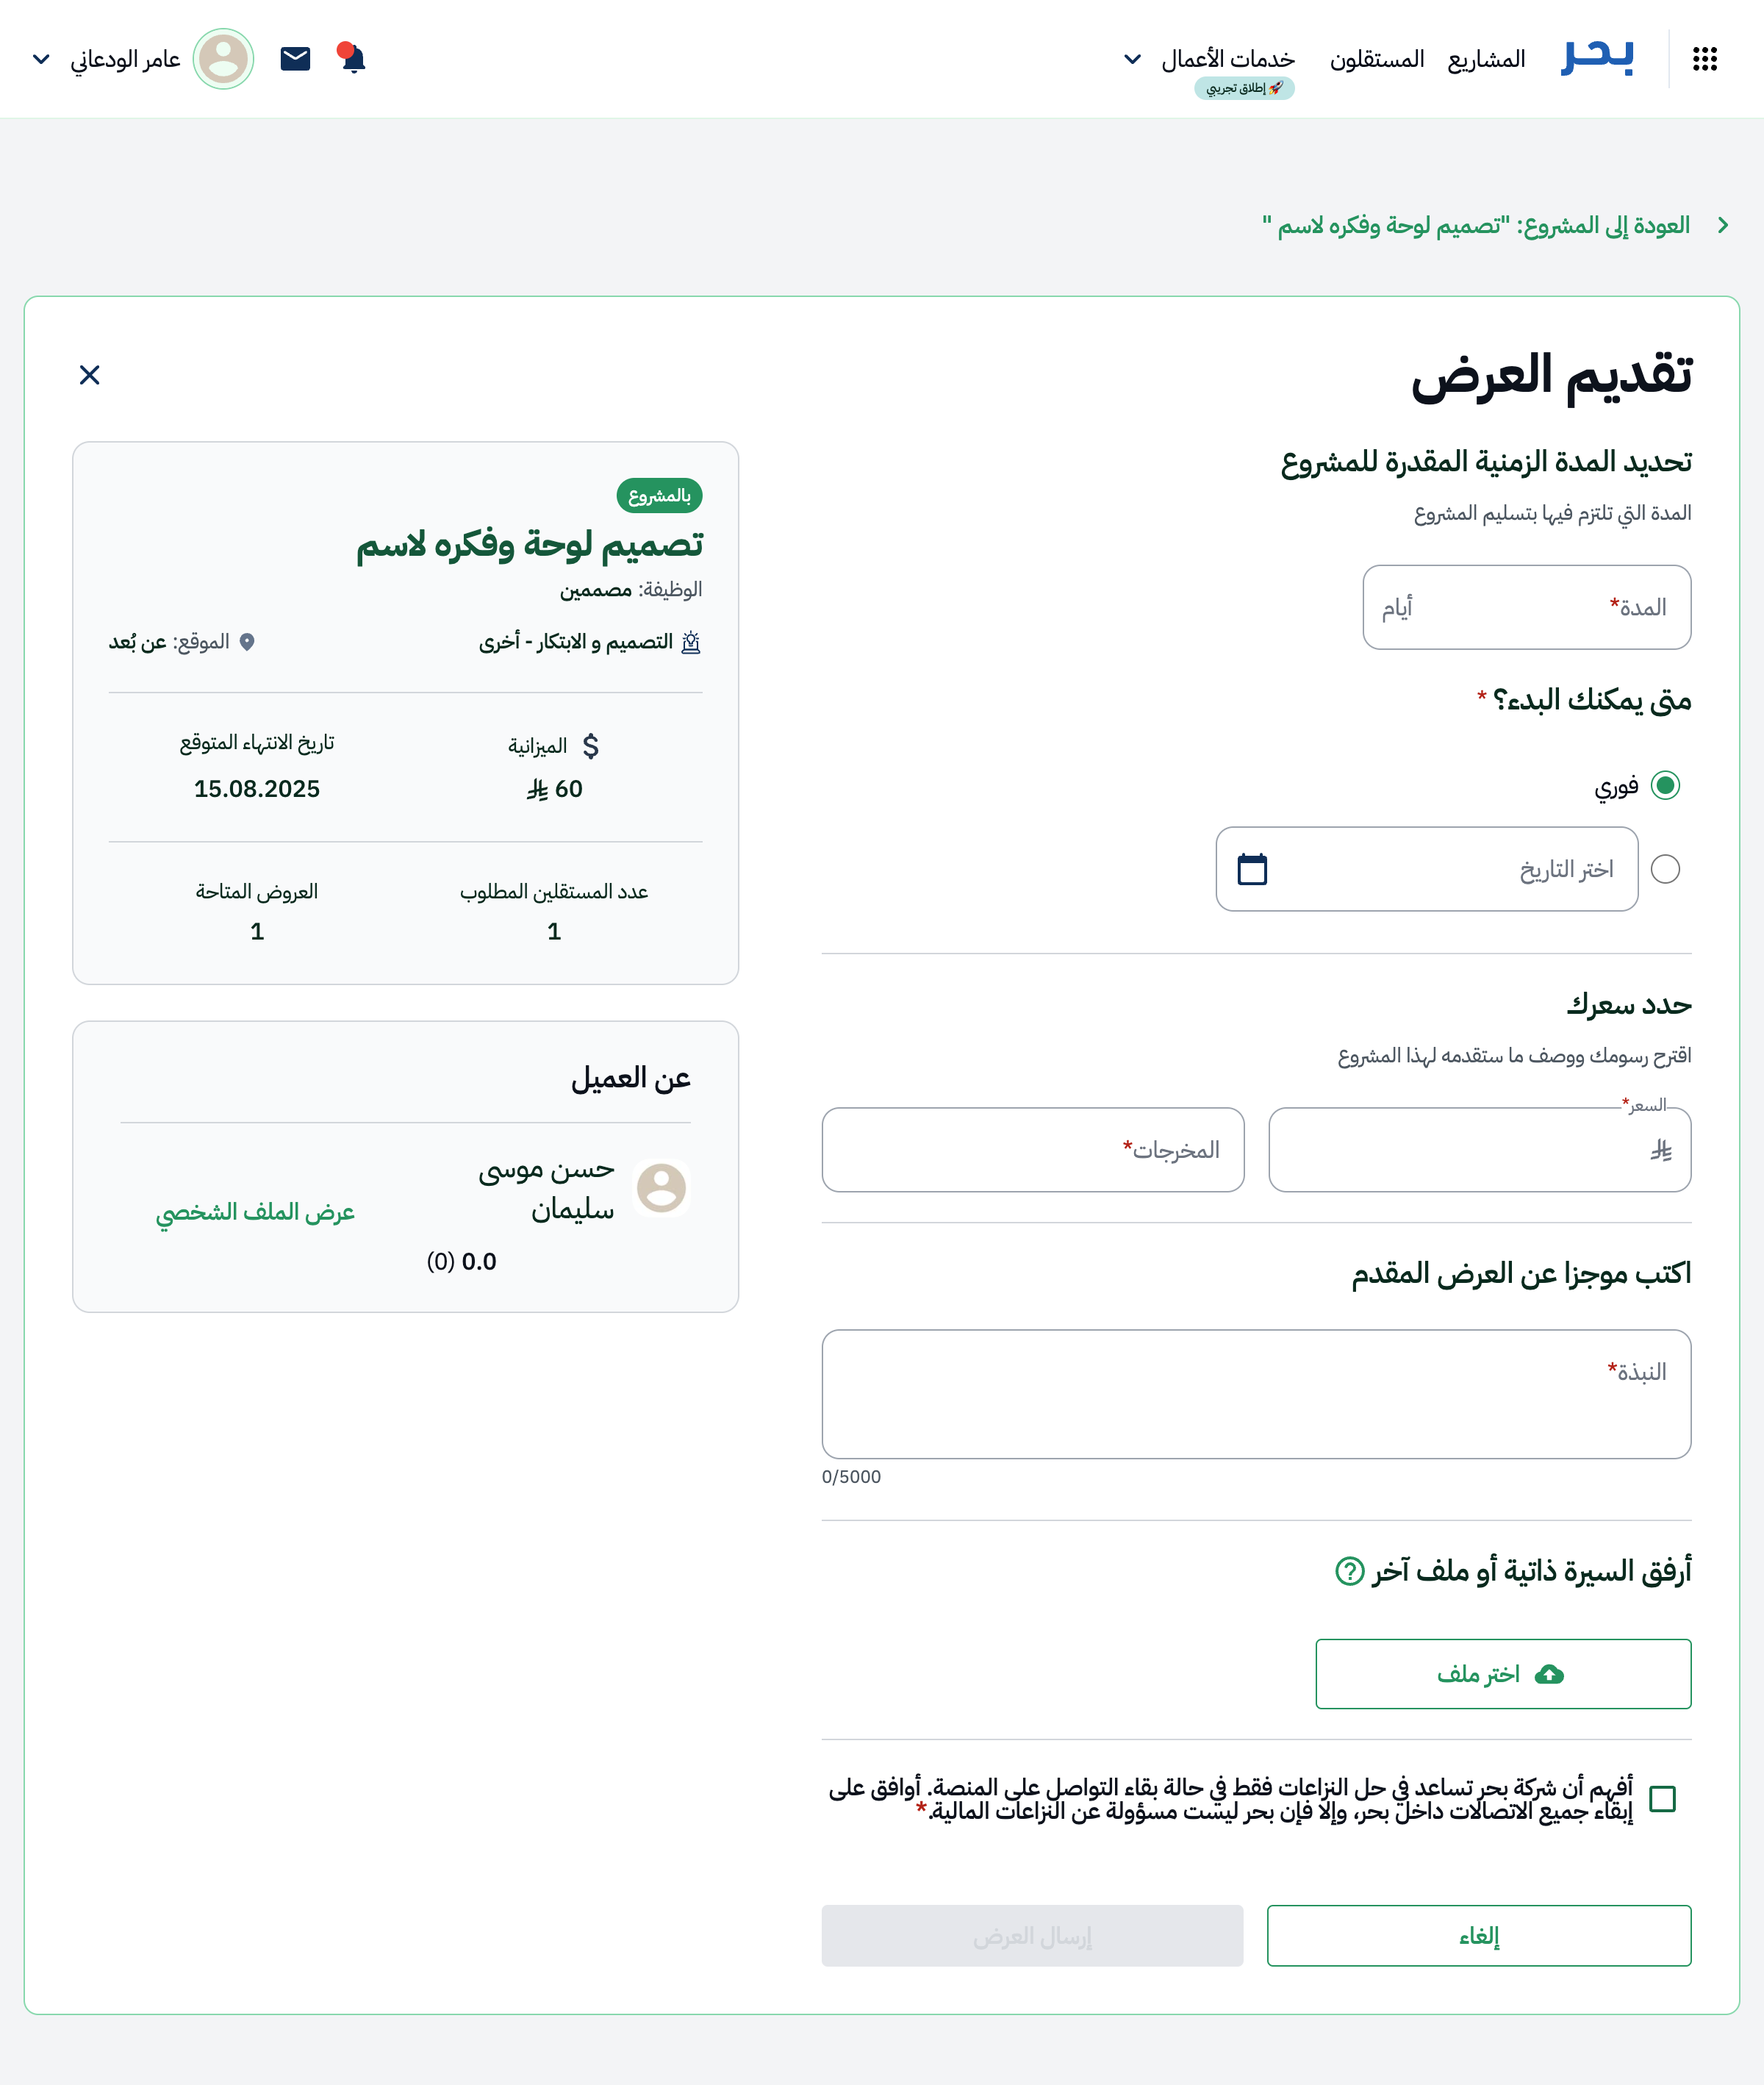 بحر
المشاريع
المستقلون
خدمات الأعمال
🚀 إطلاق تجريبي
عامر الودعاني
العودة إلى المشروع: "تصميم لوحة وفكره لاسم "
تقديم العرض
تحديد المدة الزمنية المقدرة للمشروع
المدة التي تلتزم فيها بتسليم المشروع
المدة*
أيام
متى يمكنك البدء؟ *
فوري
اختر التاريخ
حدد سعرك
اقترح رسومك ووصف ما ستقدمه لهذا المشروع
السعر*
المخرجات*
اكتب موجزا عن العرض المقدم
النبذة*
0/5000
أرفق السيرة ذاتية أو ملف آخر
اختر ملف
أفهم أن شركة بحر تساعد في حل النزاعات فقط في حالة بقاء التواصل على المنصة. أوافق على
إبقاء جميع الاتصالات داخل بحر، وإلا فإن بحر ليست مسؤولة عن النزاعات المالية.*
إلغاء
إرسال العرض
بالمشروع
تصميم لوحة وفكره لاسم
الوظيفة: مصممين
التصميم و الابتكار - أخرى
الموقع: عن بُعد
$ الميزانية
60
تاريخ الانتهاء المتوقع
15.08.2025
عدد المستقلين المطلوب
1
العروض المتاحة
1
عن العميل
حسن موسى
سليمان
عرض الملف الشخصي
0.0 (0)